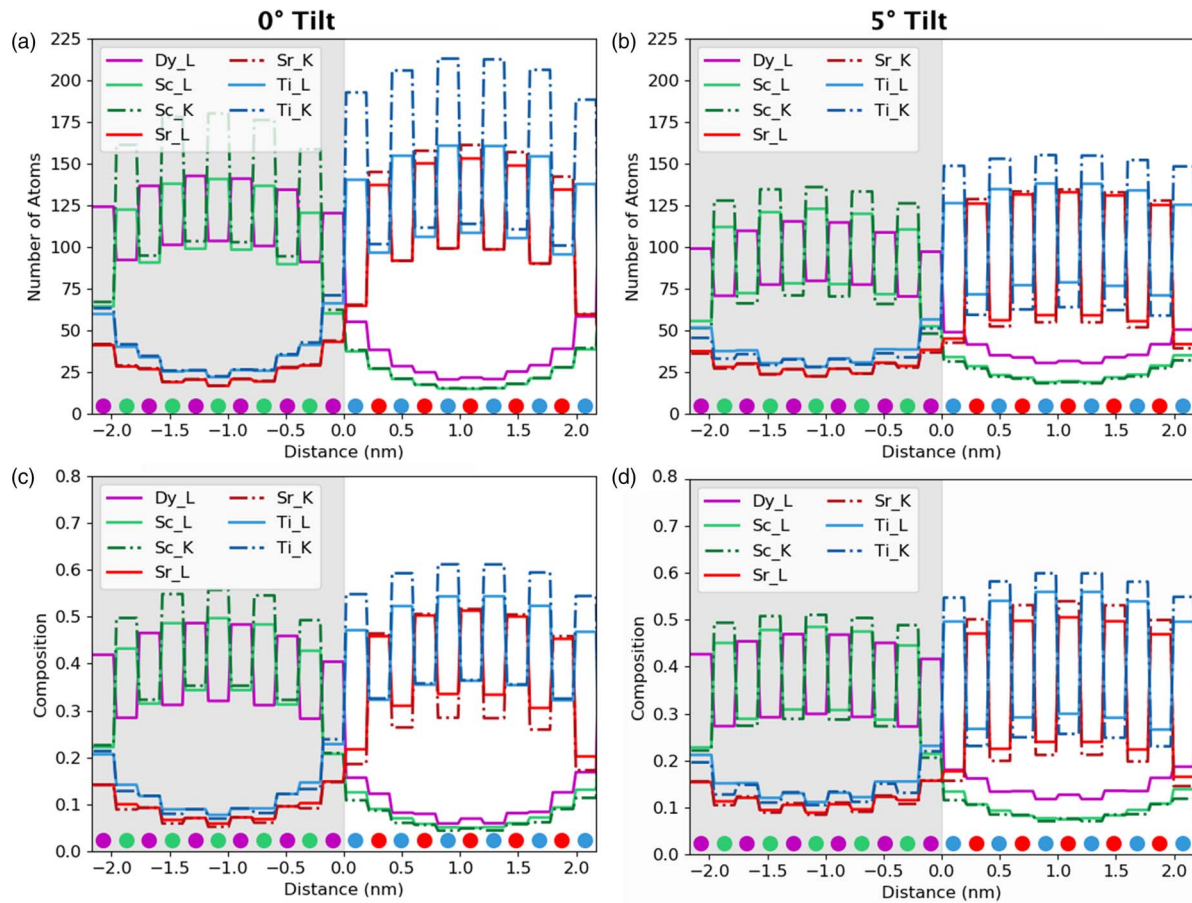 0° Tilt
5° Tilt
(a)
225
200
175
150
125
100
75
50
25
0
Number of Atoms
Dy_L
Sc_L
Sc_K
Sr_L
Sr_K
Ti_L
Ti_K
−2.0 −1.5 −1.0 −0.5 0.0 0.5 1.0 1.5 2.0
Distance (nm)
(b)
225
200
175
150
125
100
75
50
25
0
Number of Atoms
Dy_L
Sc_L
Sc_K
Sr_L
Sr_K
Ti_L
Ti_K
−2.0 −1.5 −1.0 −0.5 0.0 0.5 1.0 1.5 2.0
Distance (nm)
(c)
0.8
0.7
0.6
0.5
0.4
0.3
0.2
0.1
0.0
Composition
Dy_L
Sc_L
Sc_K
Sr_L
Sr_K
Ti_L
Ti_K
−2.0 −1.5 −1.0 −0.5 0.0 0.5 1.0 1.5 2.0
Distance (nm)
(d)
0.8
0.7
0.6
0.5
0.4
0.3
0.2
0.1
0.0
Composition
Dy_L
Sc_L
Sc_K
Sr_L
Sr_K
Ti_L
Ti_K
−2.0 −1.5 −1.0 −0.5 0.0 0.5 1.0 1.5 2.0
Distance (nm)